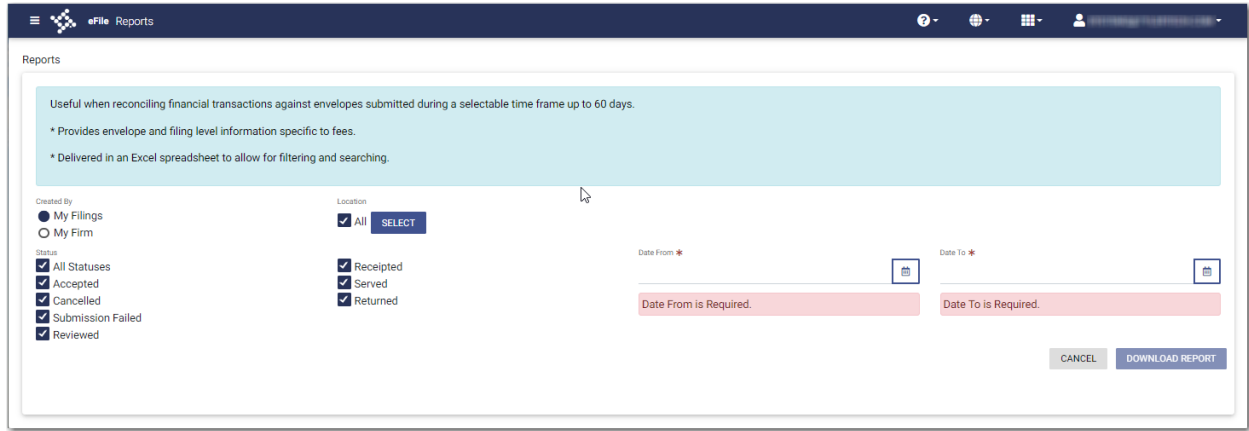 eFile Reports
Reports
Useful when reconciling financial transactions against envelopes submitted during a selectable time frame up to 60 days.
* Provides envelope and filing level information specific to fees.
* Delivered in an Excel spreadsheet to allow for filtering and searching.
Created By
My Filings
My Firm
Location
All SELECT
Status
All Statuses
Accepted
Cancelled
Submission Failed
Reviewed
Receipted
Served
Returned
Date From *
Date From is Required.
Date To *
Date To is Required.
CANCEL DOWNLOAD REPORT